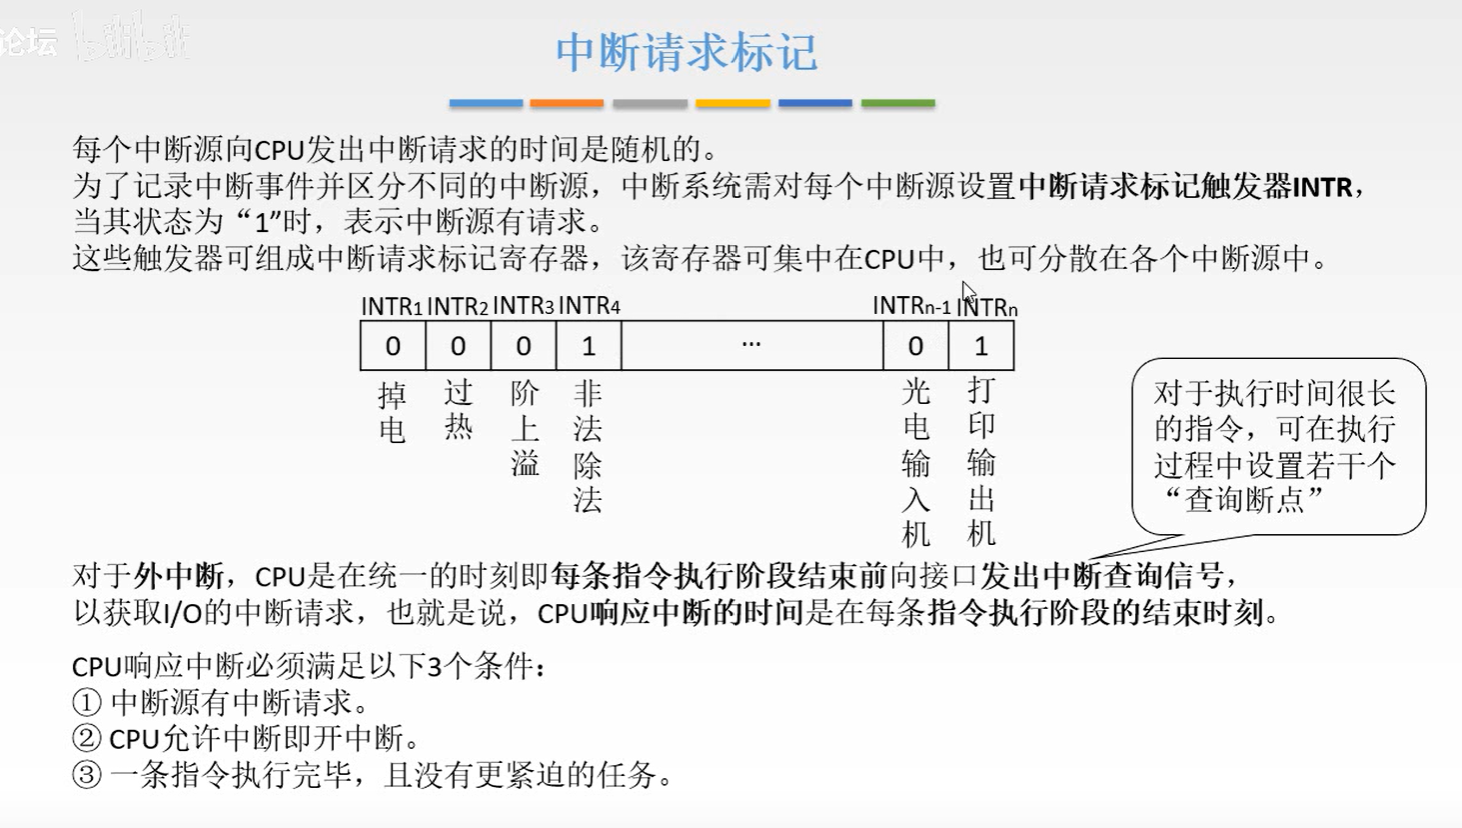 论坛 bilibili
中断请求标记
每个中断源向CPU发出中断请求的时间是随机的。
为了记录中断事件并区分不同的中断源，中断系统需对每个中断源设置中断请求标记触发器INTR，
当其状态为“1”时，表示中断源有请求。
这些触发器可组成中断请求标记寄存器，该寄存器可集中在CPU中，也可分散在各个中断源中。
INTR1 INTR2 INTR3 INTR4 INTRn-1 INTRn
0 0 0 1 … 0 1
掉电
过热
阶上溢
非法除法
光电输入机
打印输出机
对于执行时间很长
的指令，可在执行
过程中设置若干个
“查询断点”
对于外中断，CPU是在统一的时刻即每条指令执行阶段结束前向接口发出中断查询信号，
以获取I/O的中断请求，也就是说，CPU响应中断的时间是在每条指令执行阶段的结束时刻。
CPU响应中断必须满足以下3个条件：
① 中断源有中断请求。
② CPU允许中断即开中断。
③ 一条指令执行完毕，且没有更紧迫的任务。